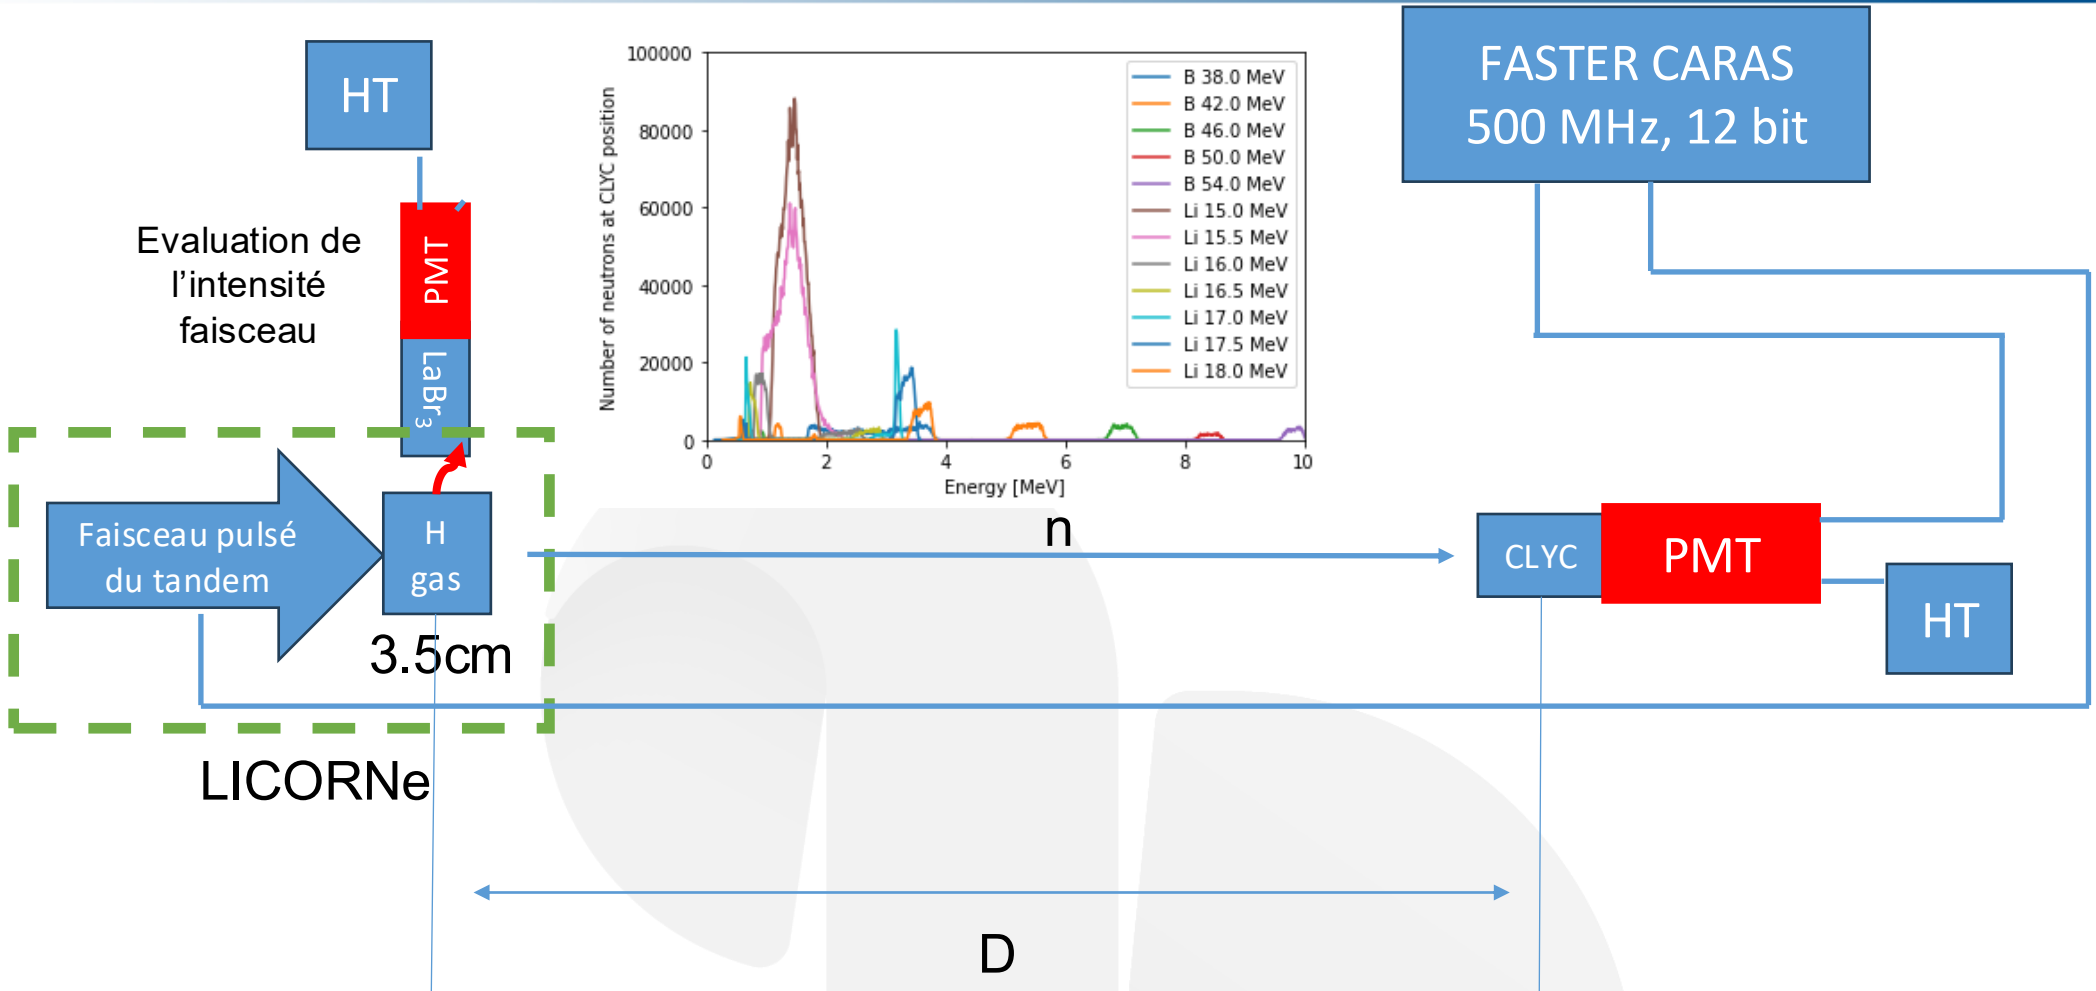 HT
PMT
LaBr3
Evaluation de
l'intensité
faisceau
Faisceau pulsé
du tandem
H
gas
3.5cm
LICORNe
Number of neutrons at CLYC position
100000
80000
60000
40000
20000
0
0
2
4
6
8
10
Energy [MeV]
B 38.0 MeV
B 42.0 MeV
B 46.0 MeV
B 50.0 MeV
B 54.0 MeV
Li 15.0 MeV
Li 15.5 MeV
Li 16.0 MeV
Li 16.5 MeV
Li 17.0 MeV
Li 17.5 MeV
Li 18.0 MeV
n
FASTER CARAS
500 MHz, 12 bit
CLYC
PMT
HT
D